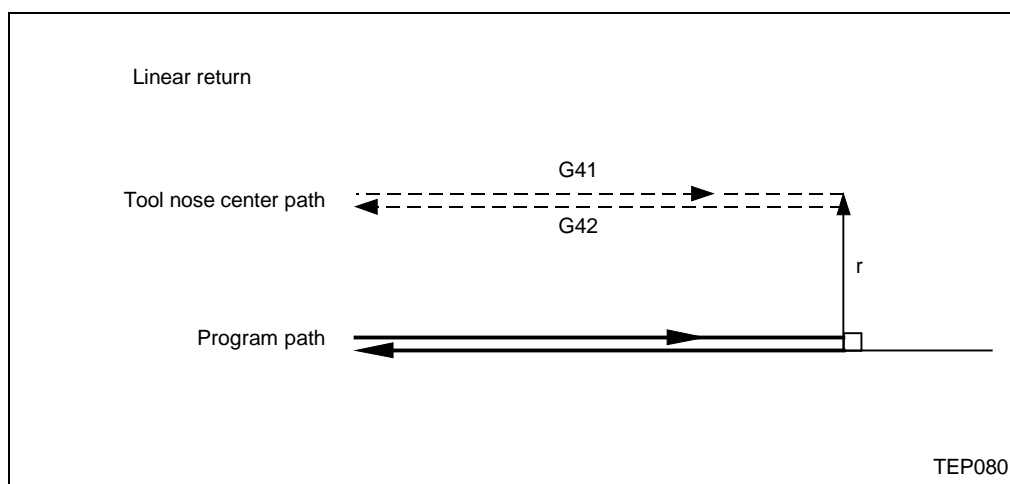 Linear return
G41
Tool nose center path
G42
r
Program path
TEP080